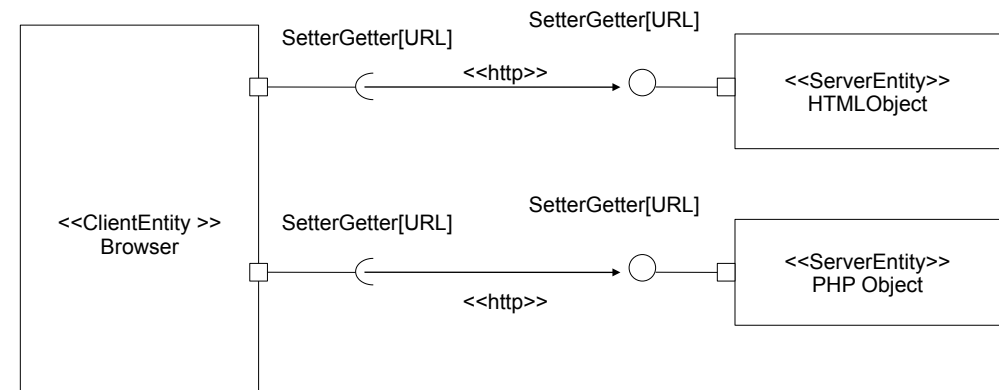 SetterGetter[URL]
SetterGetter[URL]
<<http>>
<<ServerEntity>>
HTMLObject
<<ClientEntity >>
Browser
SetterGetter[URL]
SetterGetter[URL]
<<http>>
<<ServerEntity>>
PHP Object